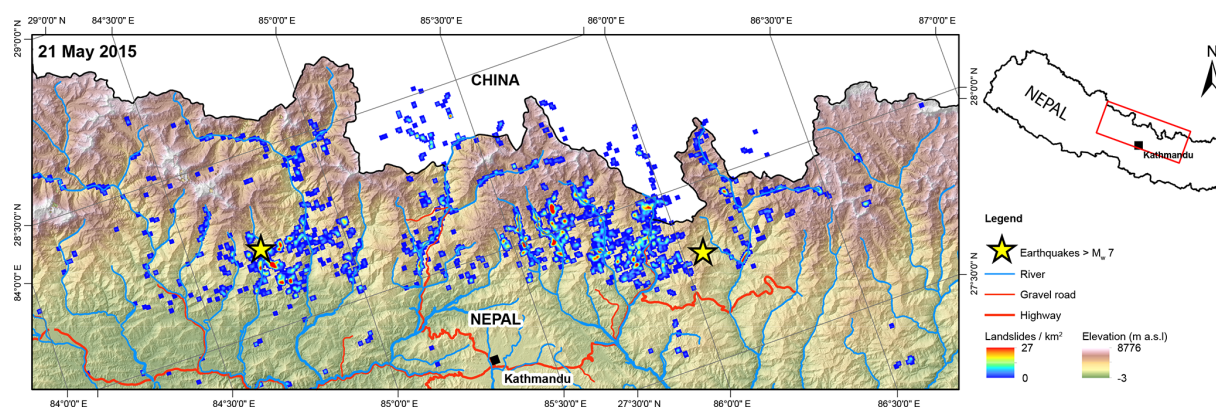 29°0'0" N
84°30'0" E
85°0'0" E
85°30'0" E
86°0'0" E
86°30'0" E
87°0'0" E
29°0'0" N
21 May 2015
CHINA
N
28°0'0" N
NEPAL
Kathmandu
28°30'0" N
Legend
Earthquakes > Mw 7
27°30'0" N
84°0'0" E
River
Gravel road
NEPAL
Highway
Landslides / km²
Elevation (m a.s.l)
27
8776
0
-3
Kathmandu
84°0'0" E
84°30'0" E
85°0'0" E
85°30'0" E
27°30'0" E
86°0'0" E
86°30'0" E